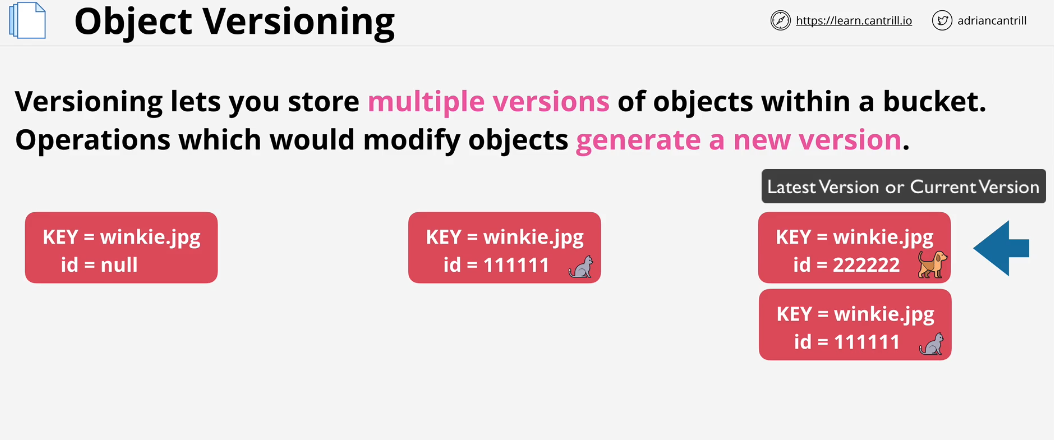 Object Versioning
https://learn.cantrill.io
adriancantrill
Versioning lets you store multiple versions of objects within a bucket.
Operations which would modify objects generate a new version.
Latest Version or Current Version
KEY = winkie.jpg
id = null
KEY = winkie.jpg
id = 111111
KEY = winkie.jpg
id = 222222
KEY = winkie.jpg
id = 111111